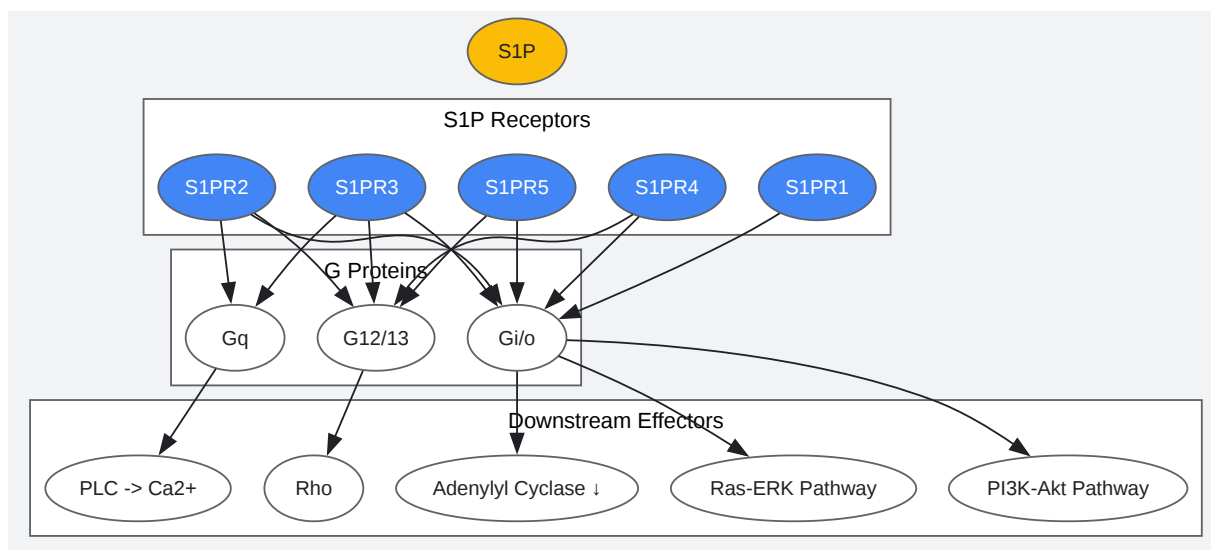 S1P
S1P Receptors
S1PR2
S1PR3
S1PR5
S1PR4
S1PR1
G Proteins
Gq
G12/13
Gi/o
Downstream Effectors
PLC -> Ca2+
Rho
Adenylyl Cyclase ↓
Ras-ERK Pathway
PI3K-Akt Pathway